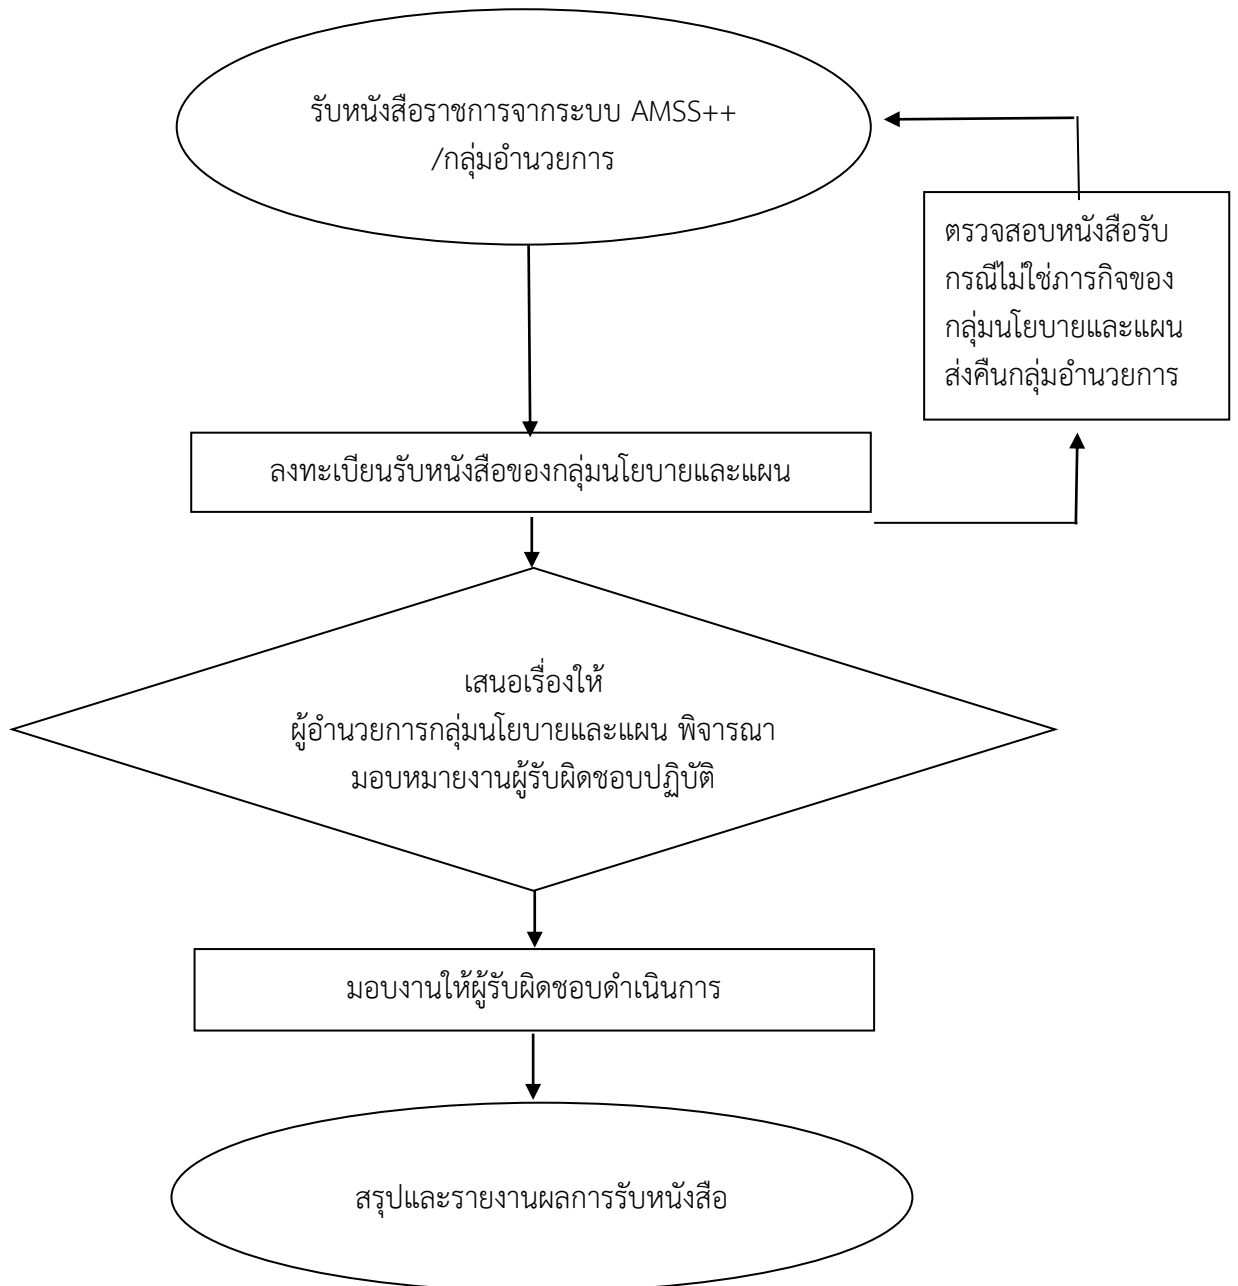 รับหนังสือราชการจากระบบ AMSS++
/กลุ่มอำนวยการ
ตรวจสอบหนังสือรับ
กรณีไม่ใช่ภารกิจของ
กลุ่มนโยบายและแผน
ส่งคืนกลุ่มอำนวยการ
ลงทะเบียนรับหนังสือของกลุ่มนโยบายและแผน
เสนอเรื่องให้
ผู้อำนวยการกลุ่มนโยบายและแผน พิจารณา
มอบหมายงานผู้รับผิดชอบปฏิบัติ
มอบงานให้ผู้รับผิดชอบดำเนินการ
สรุปและรายงานผลการรับหนังสือ